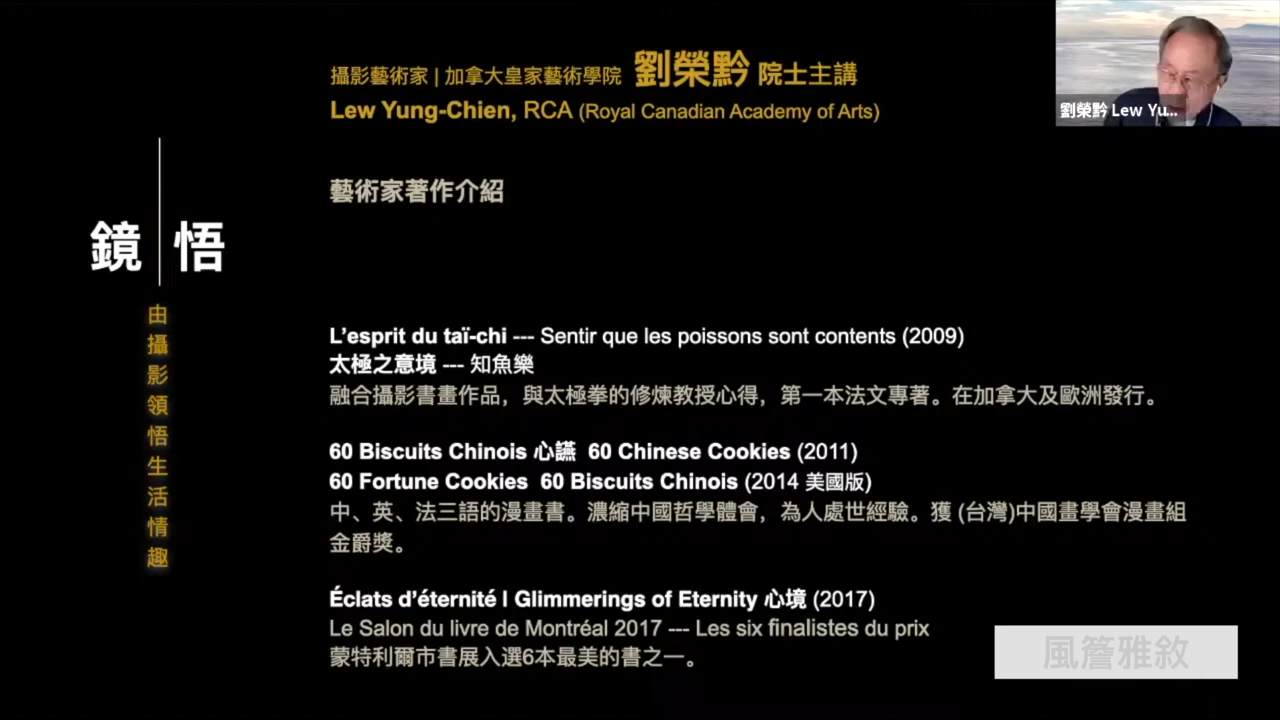 攝影藝術家 | 加拿大皇家藝術學院 劉榮黔 院士主講
Lew Yung-Chien, RCA (Royal Canadian Academy of Arts)
劉榮黔 Lew Yu...
藝術家著作介紹
鏡 悟
由攝影領悟生活情趣
L’esprit du taï-chi --- Sentir que les poissons sont contents (2009)
太極之意境 --- 知魚樂
融合攝影書畫作品，與太極拳的修煉教授心得，第一本法文專著。在加拿大及歐洲發行。
60 Biscuits Chinois 心讌 60 Chinese Cookies (2011)
60 Fortune Cookies 60 Biscuits Chinois (2014 美國版)
中、英、法三語的漫畫書。濃縮中國哲學體會，為人處世經驗。獲 (台灣)中國畫學會漫畫組
金爵獎。
Éclats d’éternité l Glimmerings of Eternity 心境 (2017)
Le Salon du livre de Montréal 2017 --- Les six finalistes du prix
蒙特利爾市書展入選6本最美的書之一。
風簷雅敘